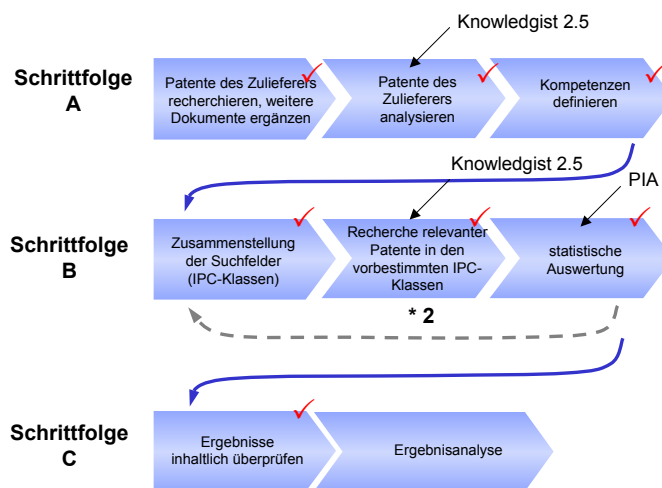 Knowledgist 2.5
Schrittfolge
A
Patente des Zulieferers
recherchieren, weitere
Dokumente ergänzen
Patente des
Zulieferers
analysieren
Kompetenzen
definieren
Knowledgist 2.5
PIA
Schrittfolge
B
Zusammenstellung
der Suchfelder
(IPC-Klassen)
Recherche relevanter
Patente in den
vorbestimmten IPC-
Klassen
statistische
Auswertung
* 2
Schrittfolge
C
Ergebnisse
inhaltlich überprüfen
Ergebnisanalyse